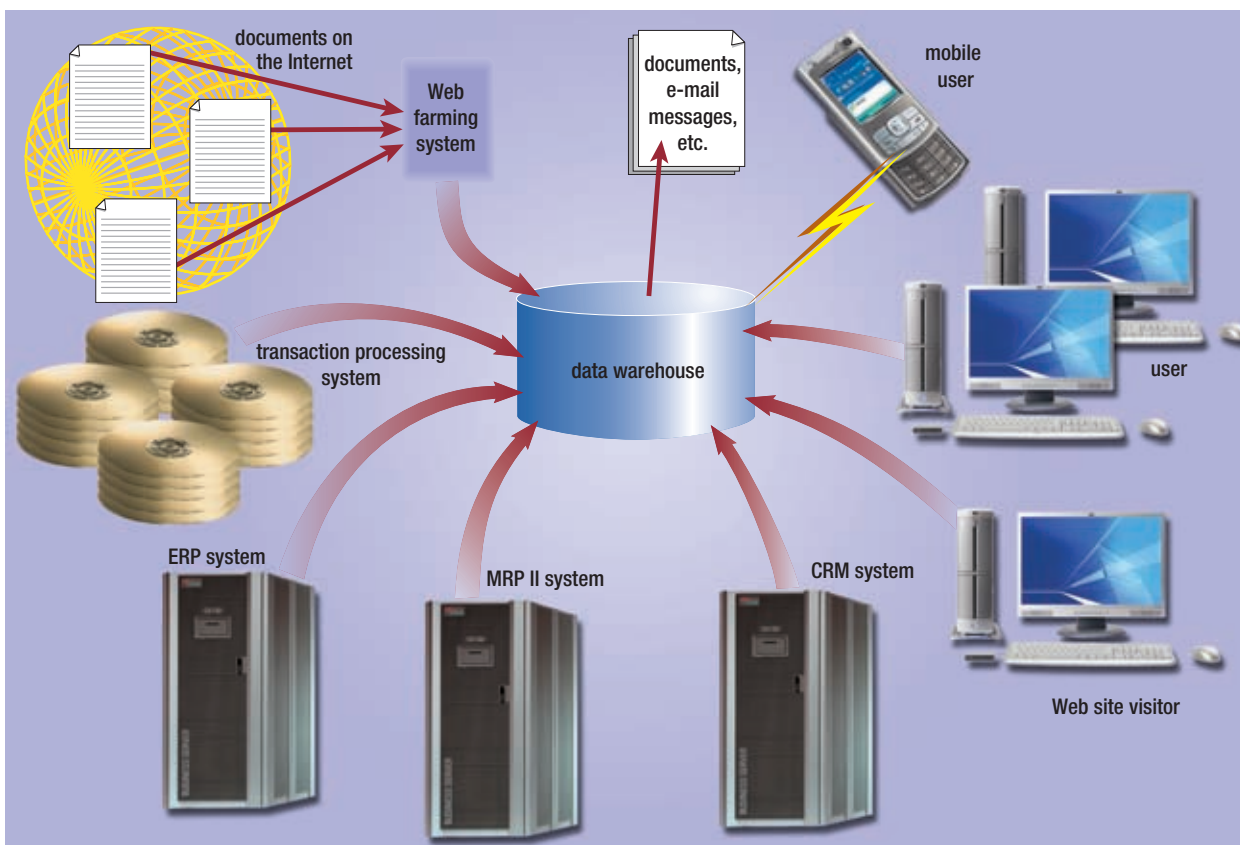 documents on
the Internet
Web
farming
system
documents,
e-mail
messages,
etc.
mobile
user
transaction processing
system
data warehouse
user
ERP system
MRP II system
CRM system
Web site visitor